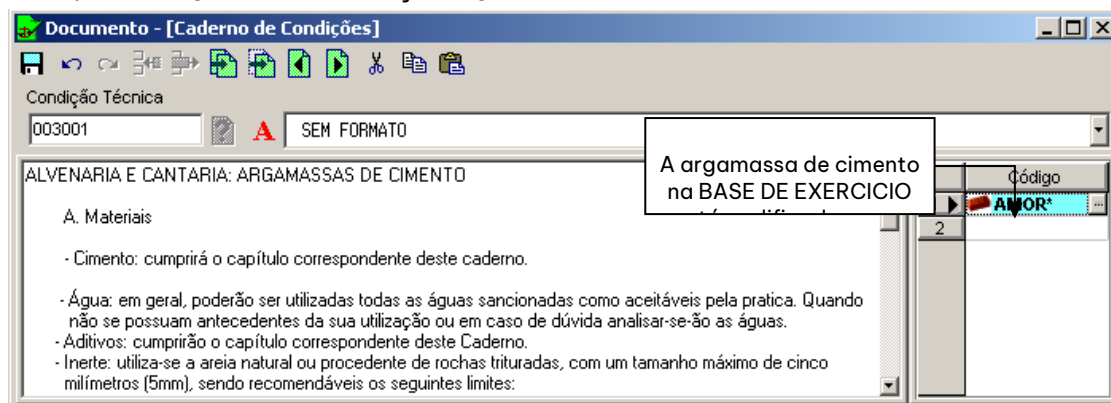 Documento - [Caderno de Condições]
Condição Técnica
003001
A
SEM FORMATO
A argamassa de cimento
na BASE DE EXERCICIO
ALVENARIA E CANTARIA: ARGAMASSAS DE CIMENTO
A. Materiais
- Cimento: cumprirá o capítulo correspondente deste caderno.
- Água: em geral, poderão ser utilizadas todas as águas sancionadas como aceitáveis pela pratica. Quando
não se possuam antecedentes da sua utilização ou em caso de dúvida analisar-se-ão as águas.
- Aditivos: cumprirão o capítulo correspondente deste Caderno.
- Inerte: utiliza-se a areia natural ou procedente de rochas trituradas, com um tamanho máximo de cinco
milímetros (5mm), sendo recomendáveis os seguintes limites:
Código
AMOR*
2